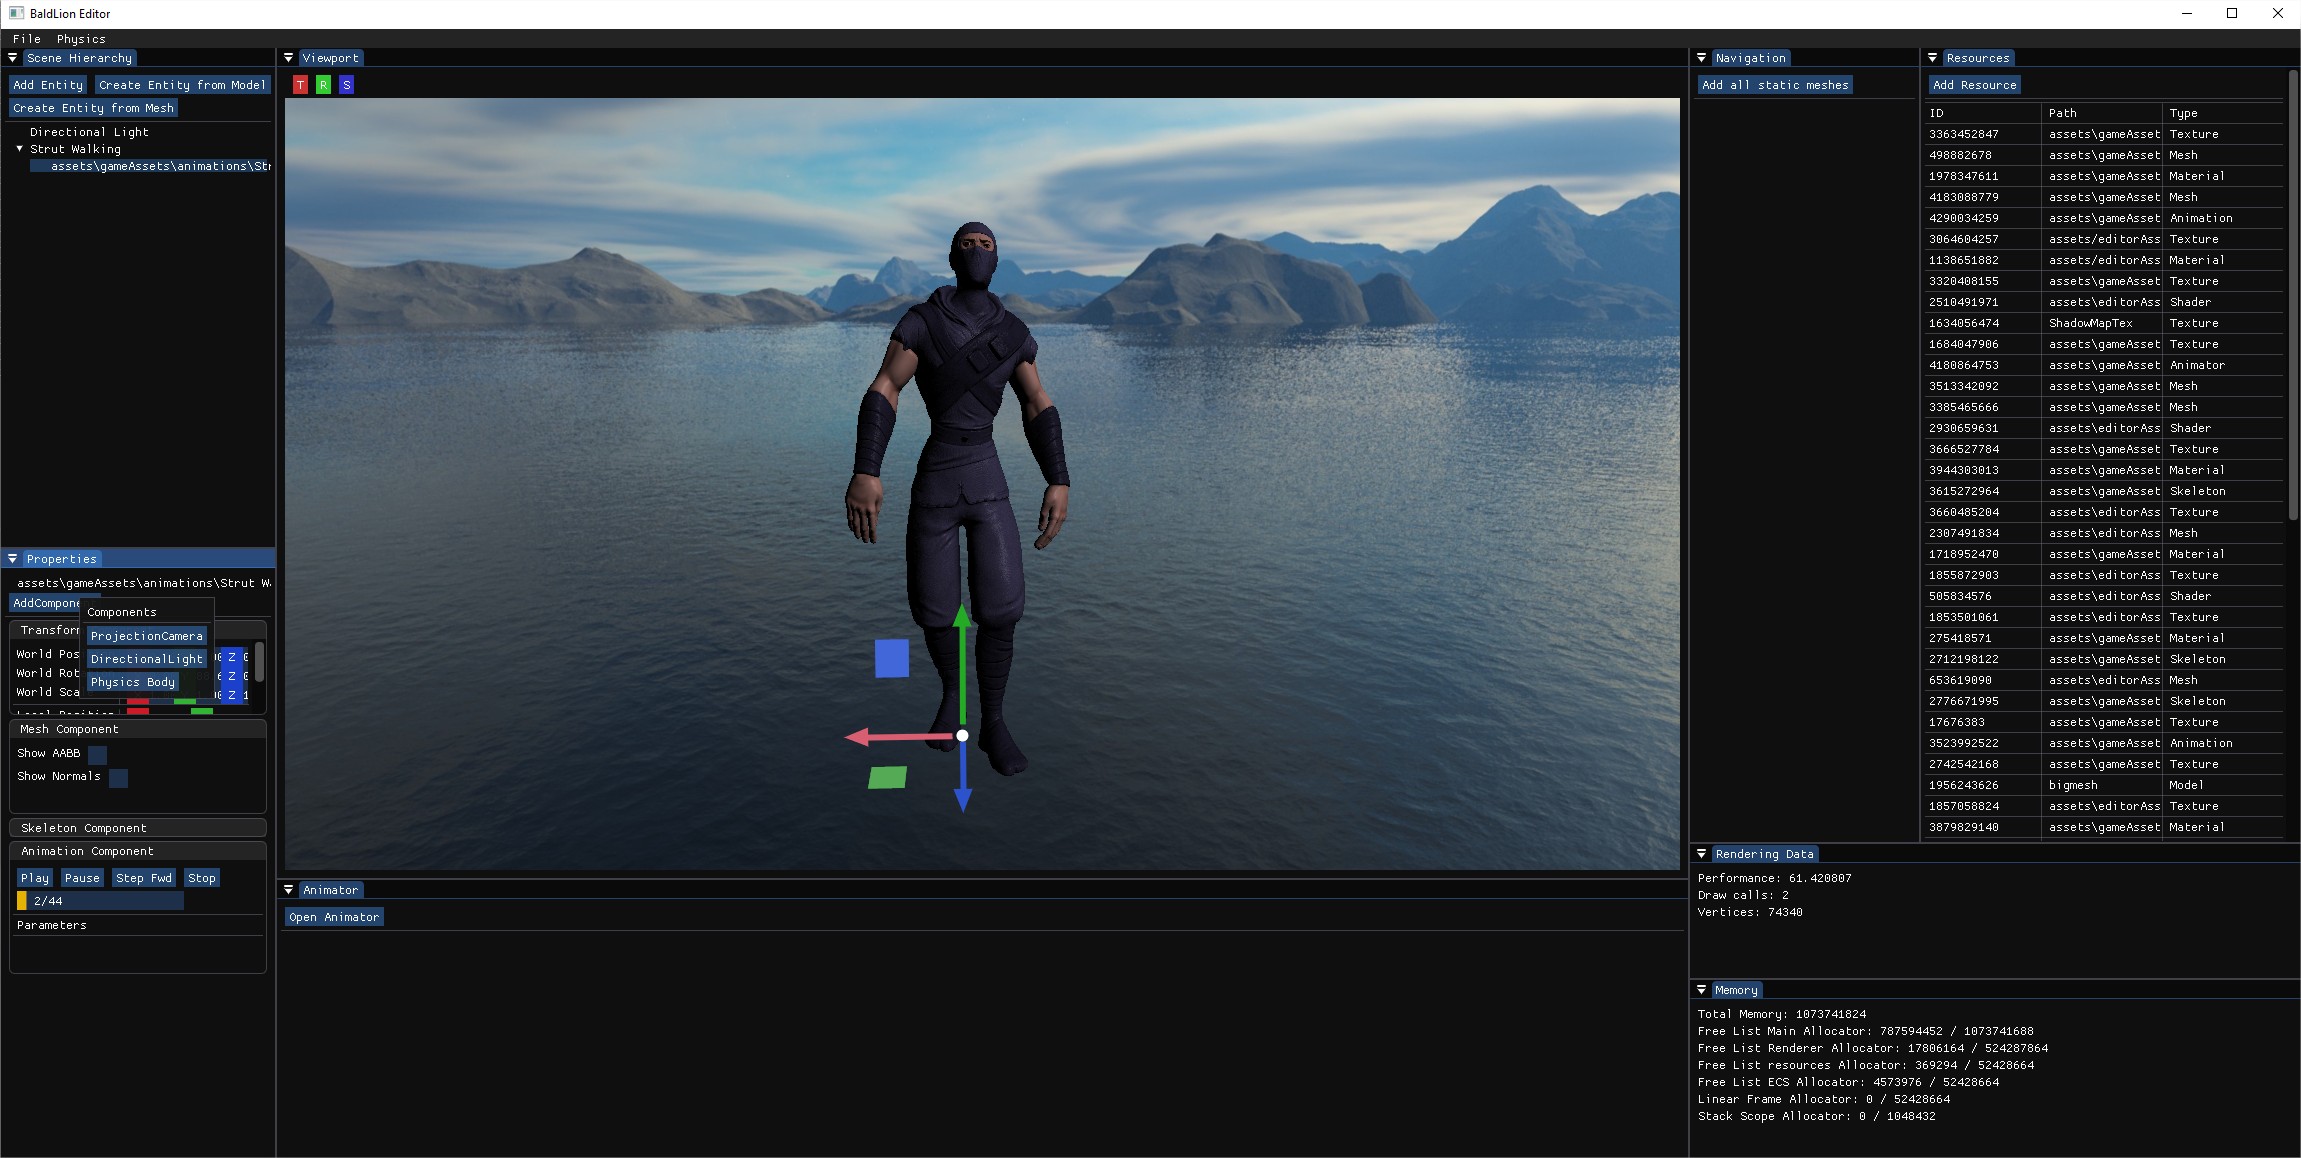 BaldLion Editor
File Physics
Scene Hierarchy
Add Entity Create Entity from Model
Create Entity from Mesh
Directional Light
Strut Walking
assets\gameAssets\animations\Str
Properties
assets\gameAssets\animations\Strut W
AddCompone
Components
ProjectionCamera
DirectionalLight
Physics Body
Transform
World Pos Z
World Rot Z
World Sca Z
Mesh Component
Show AABB
Show Normals
Skeleton Component
Animation Component
Play Pause Step Fwd Stop
2/44
Parameters
Viewport
T R S
Animator
Open Animator
Navigation
Add all static meshes
Resources
Add Resource
ID Path Type
3363452847 assets\gameAsset Texture
498882678 assets\gameAsset Mesh
1978347611 assets\gameAsset Material
4183088779 assets\gameAsset Mesh
4290034259 assets\gameAsset Animation
3064604257 assets/editorAss Texture
1138651882 assets/editorAss Material
3320408155 assets\gameAsset Texture
2510491971 assets\editorAss Shader
1634056474 ShadowMapTex Texture
1684047906 assets\gameAsset Texture
4180864753 assets\gameAsset Animator
3513342092 assets\gameAsset Mesh
3385465666 assets\gameAsset Mesh
2930659631 assets\editorAss Shader
3666527784 assets\gameAsset Texture
3944303013 assets\gameAsset Material
3615272964 assets\gameAsset Skeleton
3660485204 assets\editorAss Texture
2307491834 assets\editorAss Mesh
1718952470 assets\gameAsset Material
1855872903 assets\editorAss Texture
505834576 assets\editorAss Shader
1853501061 assets\editorAss Texture
275418571 assets\gameAsset Material
2712198122 assets\gameAsset Skeleton
653619090 assets\editorAss Mesh
2776671995 assets\gameAsset Skeleton
17676383 assets\gameAsset Texture
3523992522 assets\gameAsset Animation
2742542168 assets\gameAsset Texture
1956243626 bigmesh Model
1857058824 assets\editorAss Texture
3879829140 assets\gameAsset Material
Rendering Data
Performance: 61.420807
Draw calls: 2
Vertices: 74340
Memory
Total Memory: 1073741824
Free List Main Allocator: 787594452 / 1073741688
Free List Renderer Allocator: 17806164 / 524287864
Free List resources Allocator: 369294 / 52428664
Free List ECS Allocator: 4573976 / 52428664
Linear Frame Allocator: 0 / 52428664
Stack Scope Allocator: 0 / 1048432